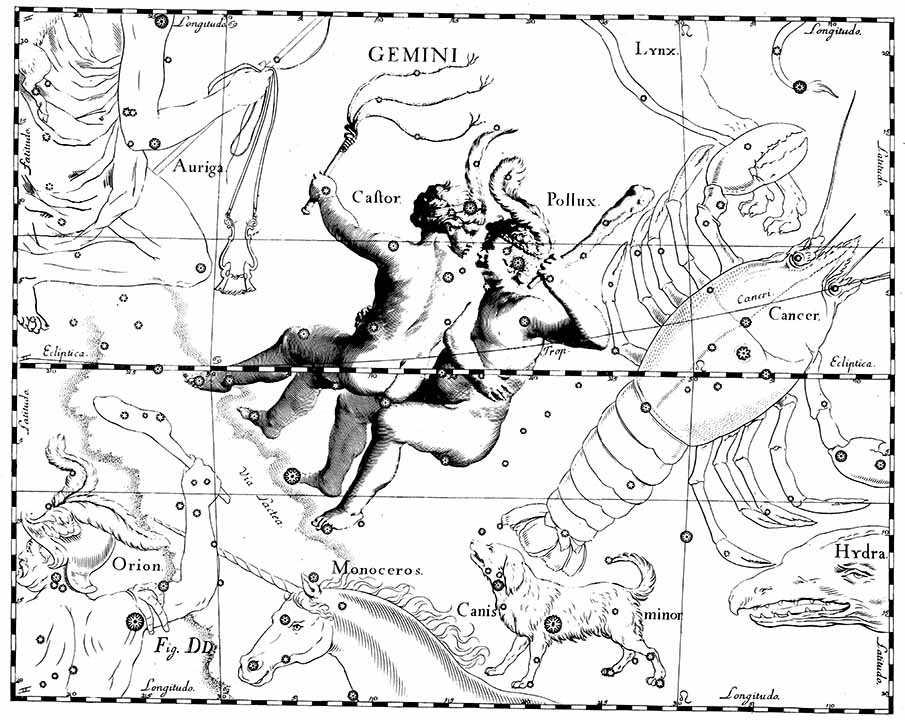 Longitudo.
GEMINI
Lynx.
Longitudo.
Latitudo.
Latitudo.
Auriga
Castor.
Pollux.
Cancri
Cancer.
Trop.
Ecliptica.
Ecliptica.
Latitudo.
Via Lactea
Orion
Monoceros.
Hydra.
Canis minor
Fig. DD.
Longitudo.
Longitudo.
Latitudo.